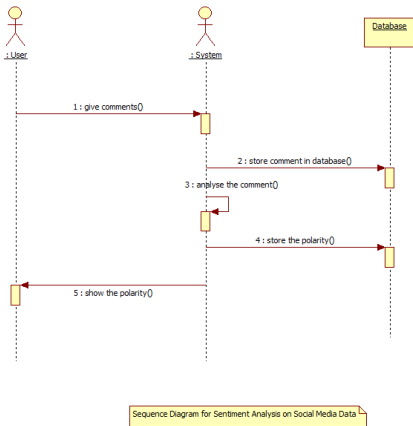 Database
: User
: System
1 : give comments()
2 : store comment in database()
3 : analyse the comment()
4 : store the polarity()
5 : show the polarity()
Sequence Diagram for Sentiment Analysis on Social Media Data